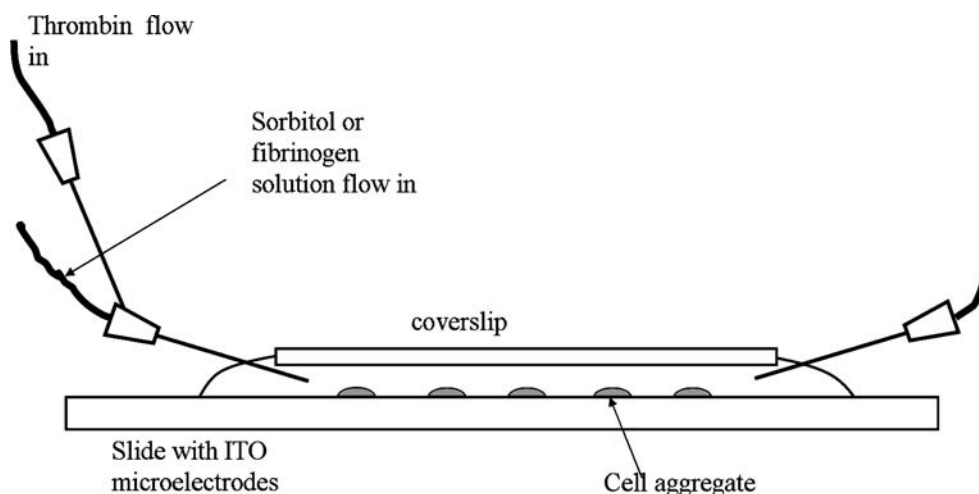 Thrombin flow
in
Sorbitol or
fibrinogen
solution flow in
coverslip
Slide with ITO
microelectrodes
Cell aggregate